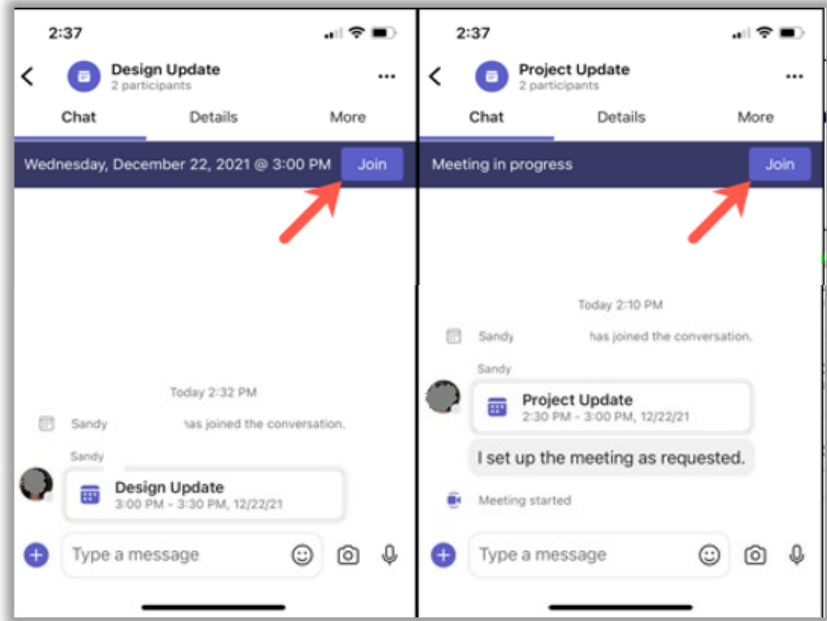 2:37
Design Update
2 participants
Chat Details More
Wednesday, December 22, 2021 @ 3:00 PM Join
Today 2:32 PM
Sandy has joined the conversation.
Sandy
Design Update
3:00 PM - 3:30 PM, 12/22/21
Type a message
2:37
Project Update
2 participants
Chat Details More
Meeting in progress Join
Today 2:10 PM
Sandy has joined the conversation.
Sandy
Project Update
2:30 PM - 3:00 PM, 12/22/21
I set up the meeting as requested.
Meeting started
Type a message